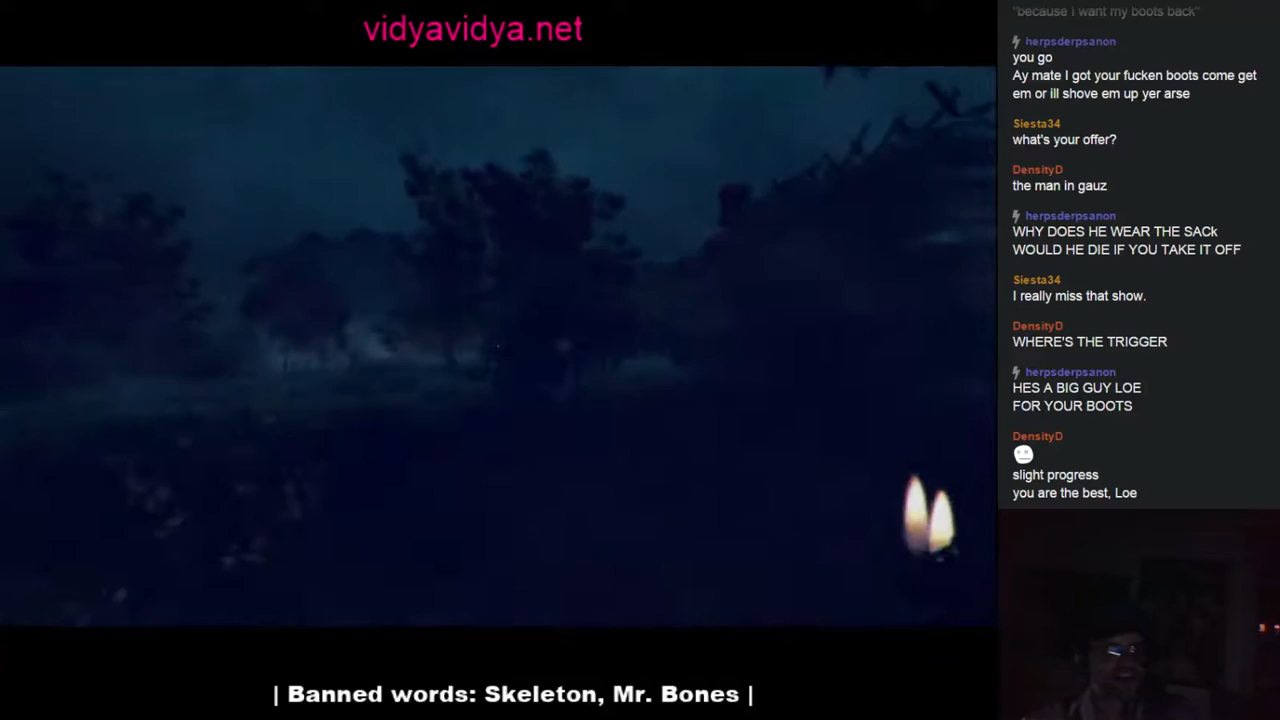 vidyavidya.net
"because I want my boots back"
herpsderpsanon
you go
Ay mate I got your fucken boots come get
em or ill shove em up yer arse
Siesta34
what's your offer?
DensityD
the man in gauz
herpsderpsanon
WHY DOES HE WEAR THE SACk
WOULD HE DIE IF YOU TAKE IT OFF
Siesta34
I really miss that show.
DensityD
WHERE'S THE TRIGGER
herpsderpsanon
HES A BIG GUY LOE
FOR YOUR BOOTS
DensityD
slight progress
you are the best, Loe
| Banned words: Skeleton, Mr. Bones |